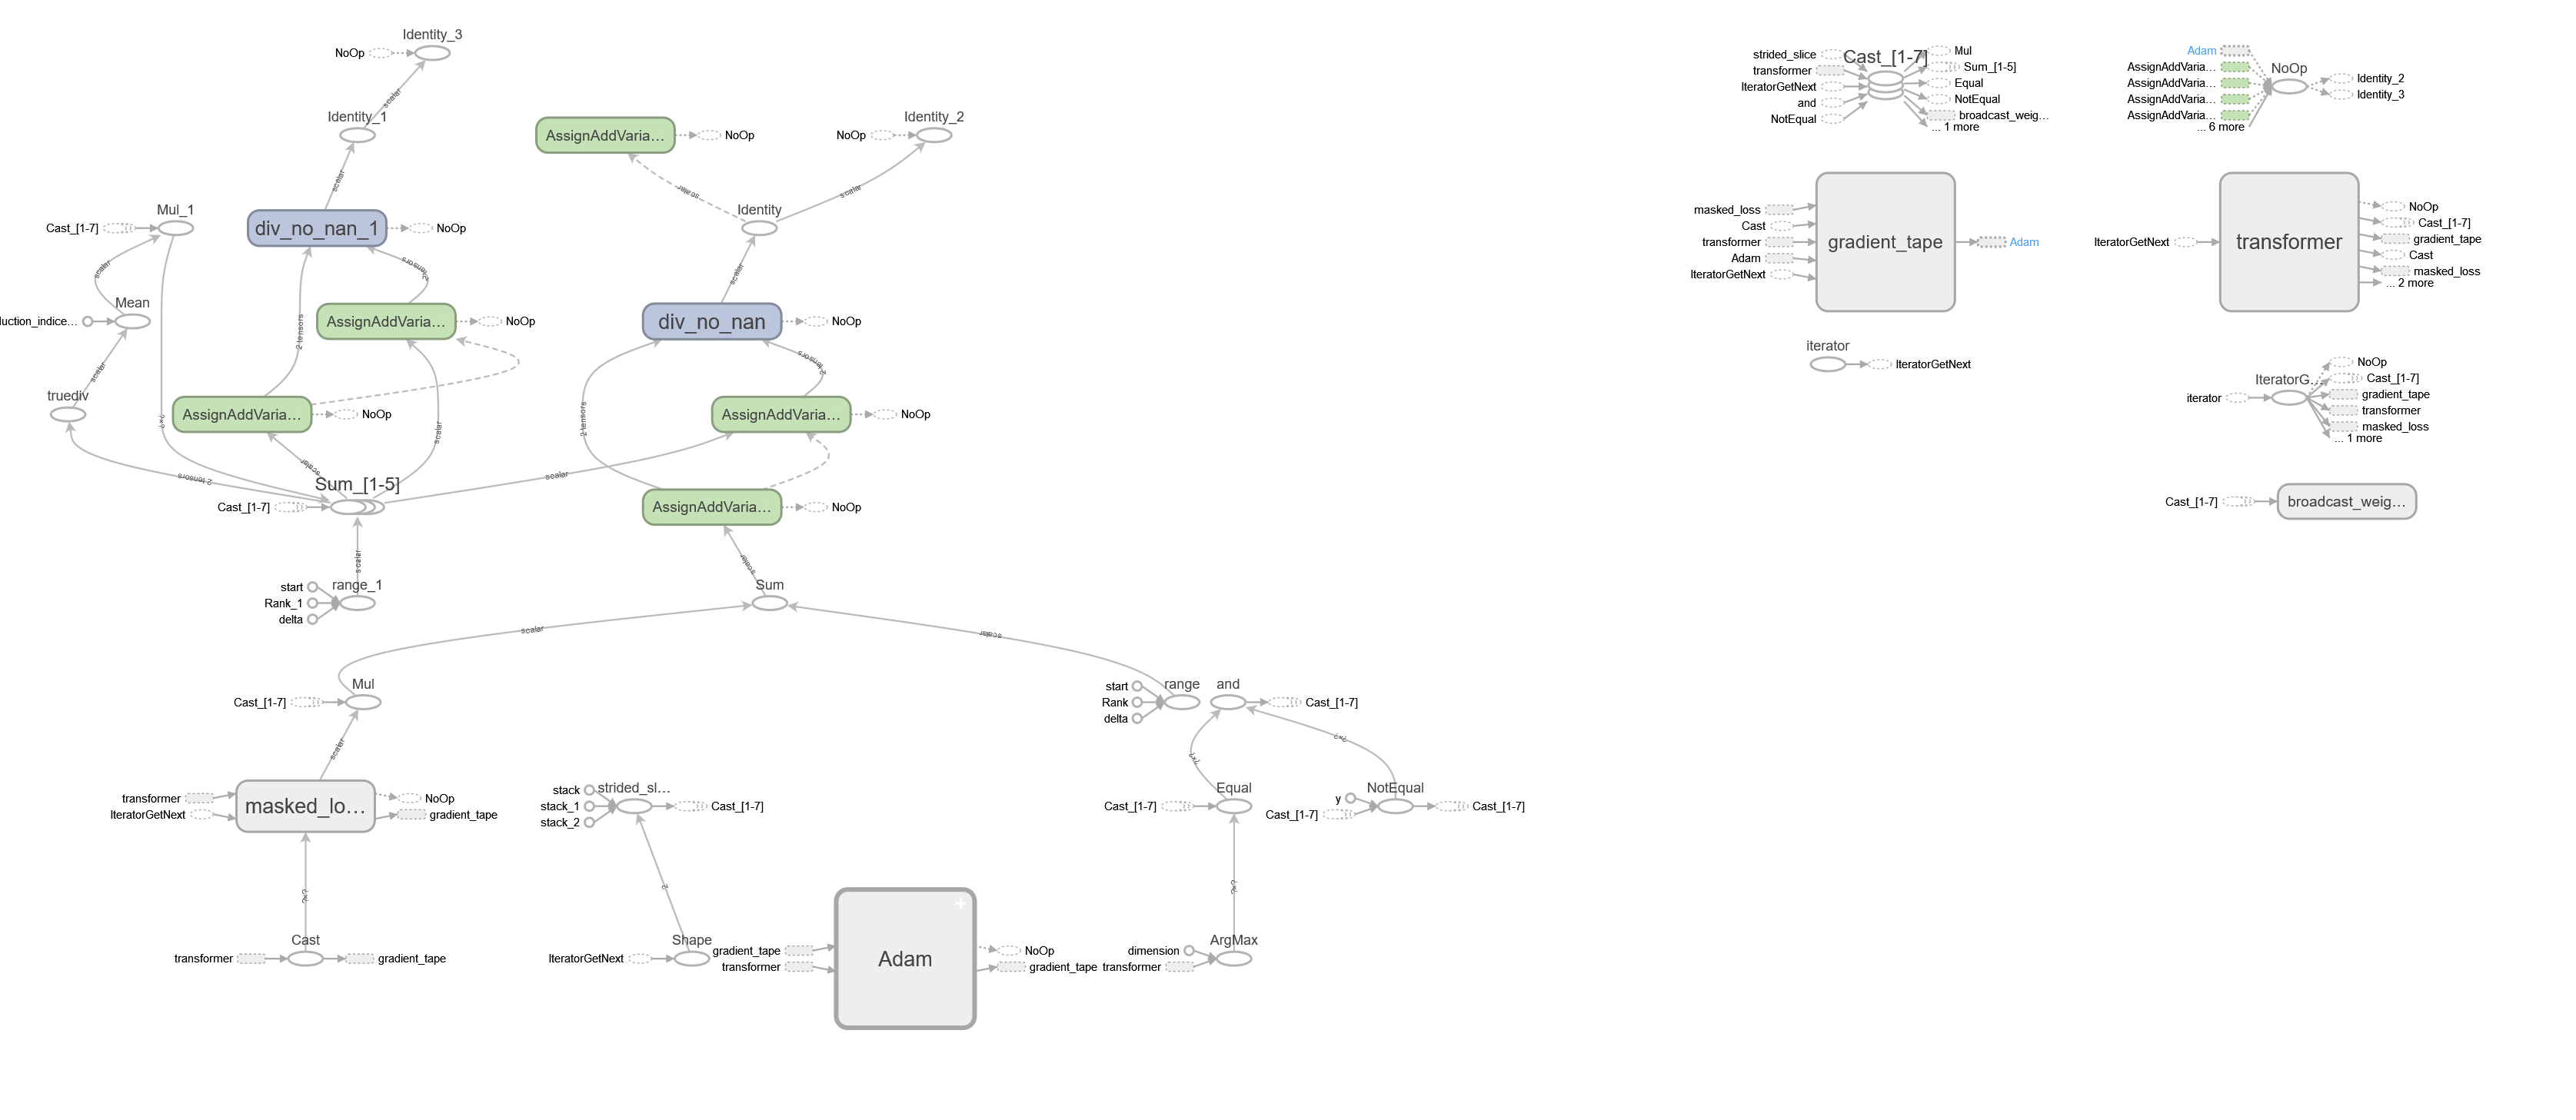 Identity_3
NoOp
scalar
Identity_1
scalar
div_no_nan_1
NoOp
Mul_1
Cast_[1-7]
scalar
Mean
luction_indice…
scalar
truediv
2 tensors
2 tensors
AssignAddVaria…
NoOp
AssignAddVaria…
NoOp
?×?
scalar
scalar
2 tensors
scalar
Sum_[1-5]
Cast_[1-7]
scalar
range_1
start
Rank_1
delta
AssignAddVaria…
NoOp
Identity_2
NoOp
scalar
scalar
Identity
scalar
div_no_nan
NoOp
2 tensors
2 tensors
AssignAddVaria…
NoOp
AssignAddVaria…
NoOp
scalar
Sum
scalar
scalar
Mul
Cast_[1-7]
scalar
masked_lo…
transformer
IteratorGetNext
NoOp
gradient_tape
?×?
Cast
transformer
gradient_tape
strided_sl…
stack
stack_1
stack_2
Cast_[1-7]
2
Shape
IteratorGetNext
Adam
+
gradient_tape
transformer
NoOp
gradient_tape
range
start
Rank
delta
and
Cast_[1-7]
?×?
?×?
Equal
Cast_[1-7]
NotEqual
y
Cast_[1-7]
Cast_[1-7]
?×?
ArgMax
dimension
transformer
Cast_[1-7]
strided_slice
transformer
IteratorGetNext
and
NotEqual
Mul
Sum_[1-5]
Equal
NotEqual
broadcast_weig…
... 1 more
NoOp
Adam
AssignAddVaria…
AssignAddVaria…
AssignAddVaria…
AssignAddVaria…
... 6 more
Identity_2
Identity_3
gradient_tape
masked_loss
Cast
transformer
Adam
IteratorGetNext
Adam
transformer
IteratorGetNext
NoOp
Cast_[1-7]
gradient_tape
Cast
masked_loss
... 2 more
iterator
IteratorGetNext
IteratorG…
iterator
NoOp
Cast_[1-7]
gradient_tape
transformer
masked_loss
... 1 more
Cast_[1-7]
broadcast_weig…